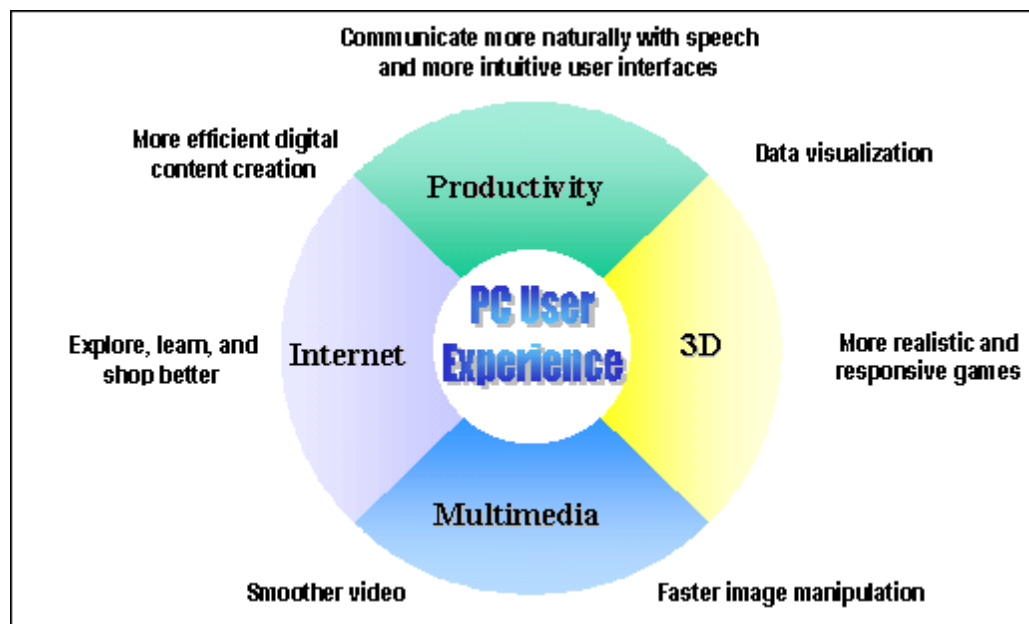 Communicate more naturally with speech
and more intuitive user interfaces
More efficient digital
content creation
Data visualization
Productivity
PC User
Experience
Internet
3D
Explore, learn, and
shop better
More realistic and
responsive games
Multimedia
Smoother video
Faster image manipulation